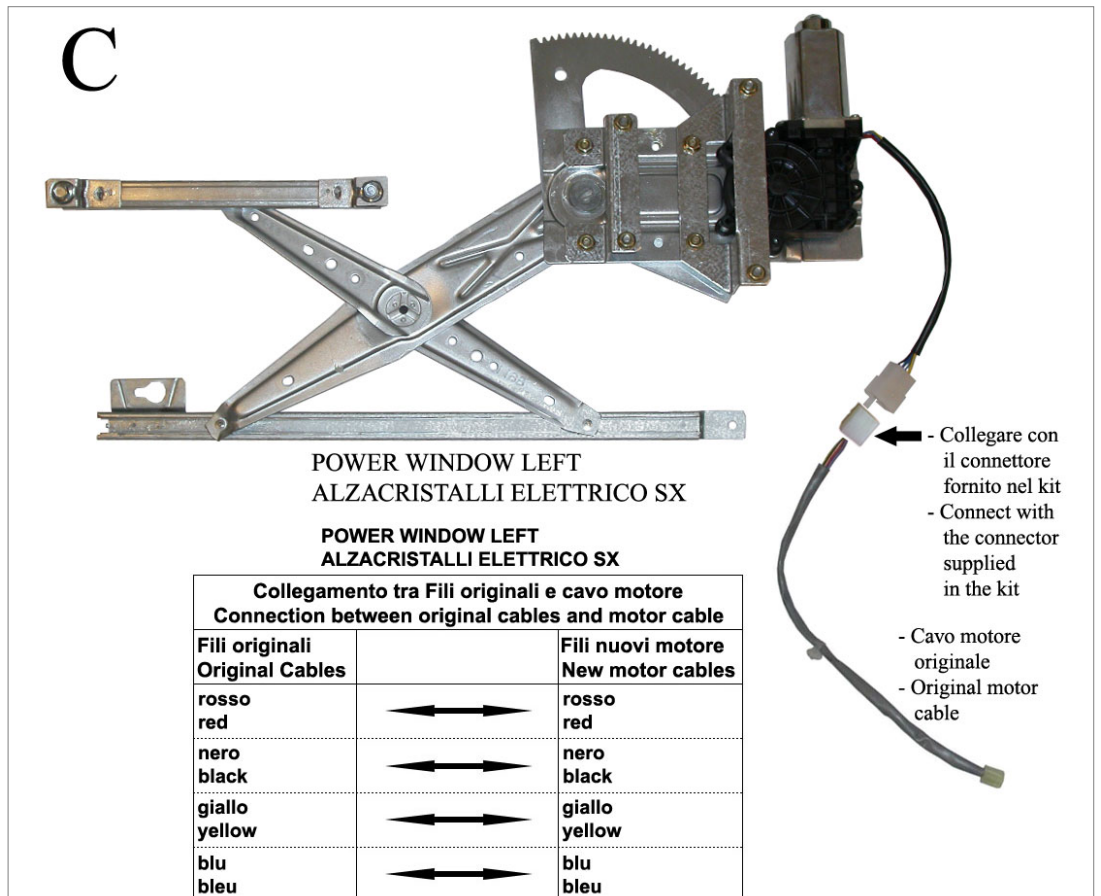 C
POWER WINDOW LEFT
ALZACRISTALLI ELETTRICO SX
- Collegare con
il connettore
fornito nel kit
- Connect with
the connector
supplied
in the kit
- Cavo motore
originale
- Original motor
cable
POWER WINDOW LEFT
ALZACRISTALLI ELETTRICO SX
Collegamento tra Fili originali e cavo motore
Connection between original cables and motor cable
Fili originali
Original Cables
Fili nuovi motore
New motor cables
rosso
red
rosso
red
nero
black
nero
black
giallo
yellow
giallo
yellow
blu
bleu
blu
bleu